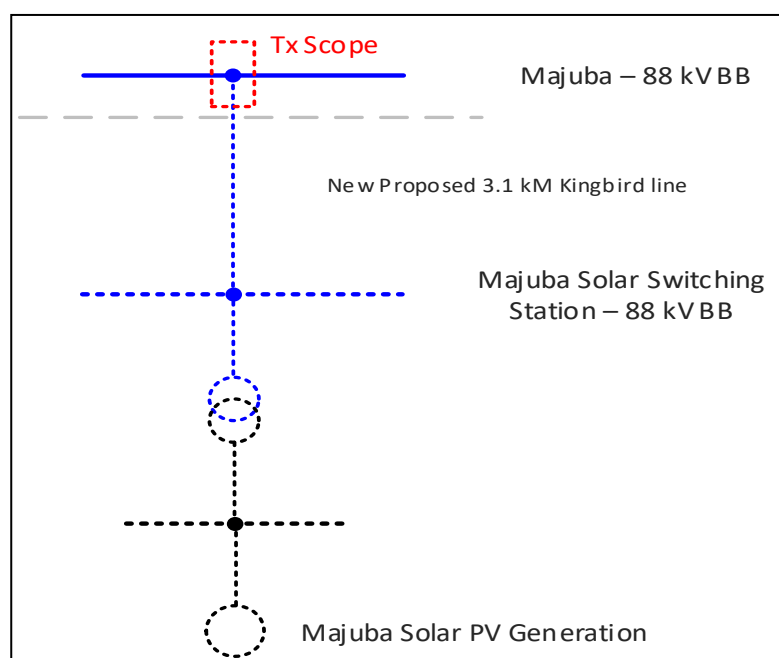 Tx Scope
Majuba – 88 kV BB
New Proposed 3.1 kM Kingbird line
Majuba Solar Switching
Station – 88 kV BB
Majuba Solar PV Generation